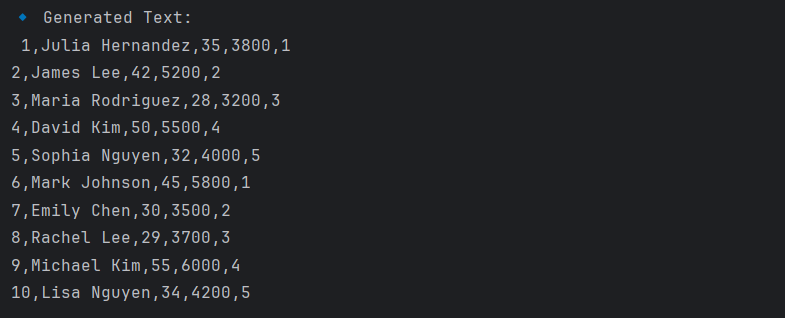 🔹 Generated Text:
1,Julia Hernandez,35,3800,1
2,James Lee,42,5200,2
3,Maria Rodriguez,28,3200,3
4,David Kim,50,5500,4
5,Sophia Nguyen,32,4000,5
6,Mark Johnson,45,5800,1
7,Emily Chen,30,3500,2
8,Rachel Lee,29,3700,3
9,Michael Kim,55,6000,4
10,Lisa Nguyen,34,4200,5